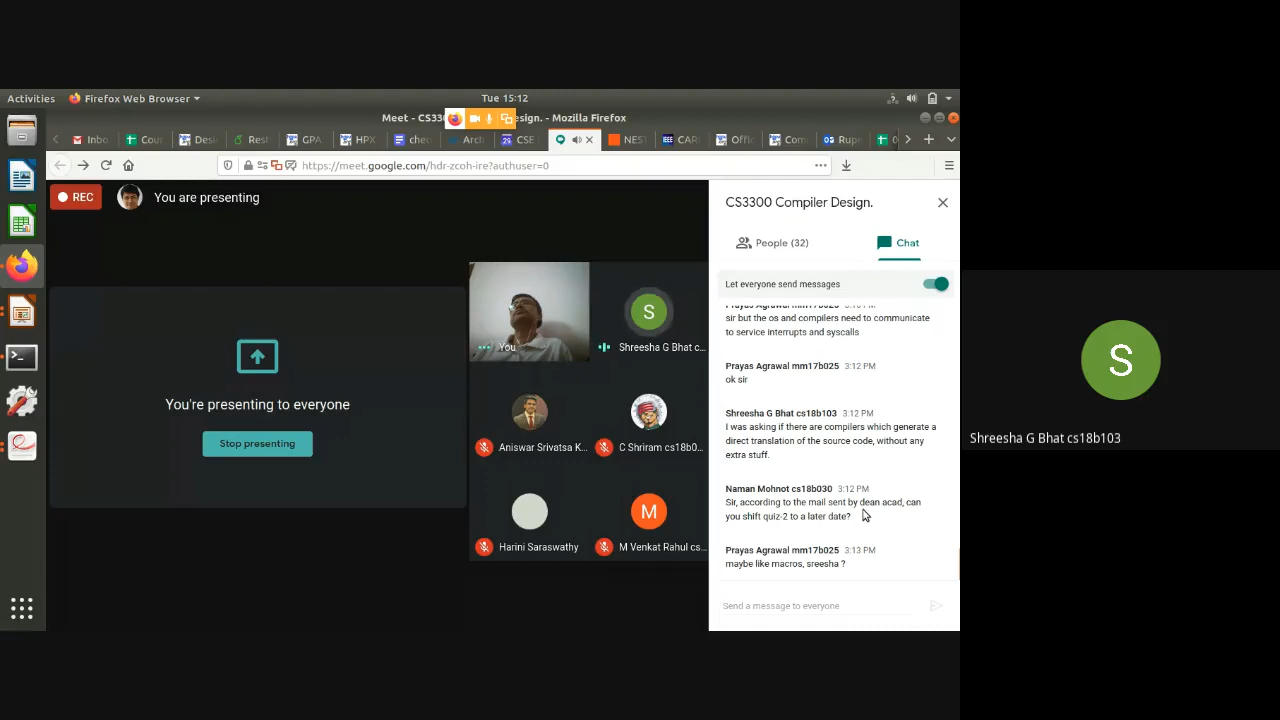 Activities
Firefox Web Browser
Tue 15:12
Meet - CS33
esign. - Mozilla Firefox
Inbo
Cou
Desi
Rest
GPA
HPX
chec
Arch
CSE
NES
CAR
Offi
Com
Rupe
https://meet.google.com/hdr-zcoh-ire?authuser=0
REC
You are presenting
CS3300 Compiler Design.
People (32)
Chat
Let everyone send messages
sir but the os and compilers need to communicate
to service interrupts and syscalls
Prayas Agrawal mm17b025 3:12 PM
ok sir
Shreesha G Bhat cs18b103 3:12 PM
I was asking if there are compilers which generate a
direct translation of the source code, without any
extra stuff.
Naman Mohnot cs18b030 3:12 PM
Sir, according to the mail sent by dean acad, can
you shift quiz-2 to a later date?
Prayas Agrawal mm17b025 3:13 PM
maybe like macros, sreesha ?
Send a message to everyone
You're presenting to everyone
Stop presenting
You
S
Shreesha G Bhat c...
Aniswar Srivatsa K...
C Shriram cs18b0...
Harini Saraswathy
M
M Venkat Rahul cs...
S
Shreesha G Bhat cs18b103